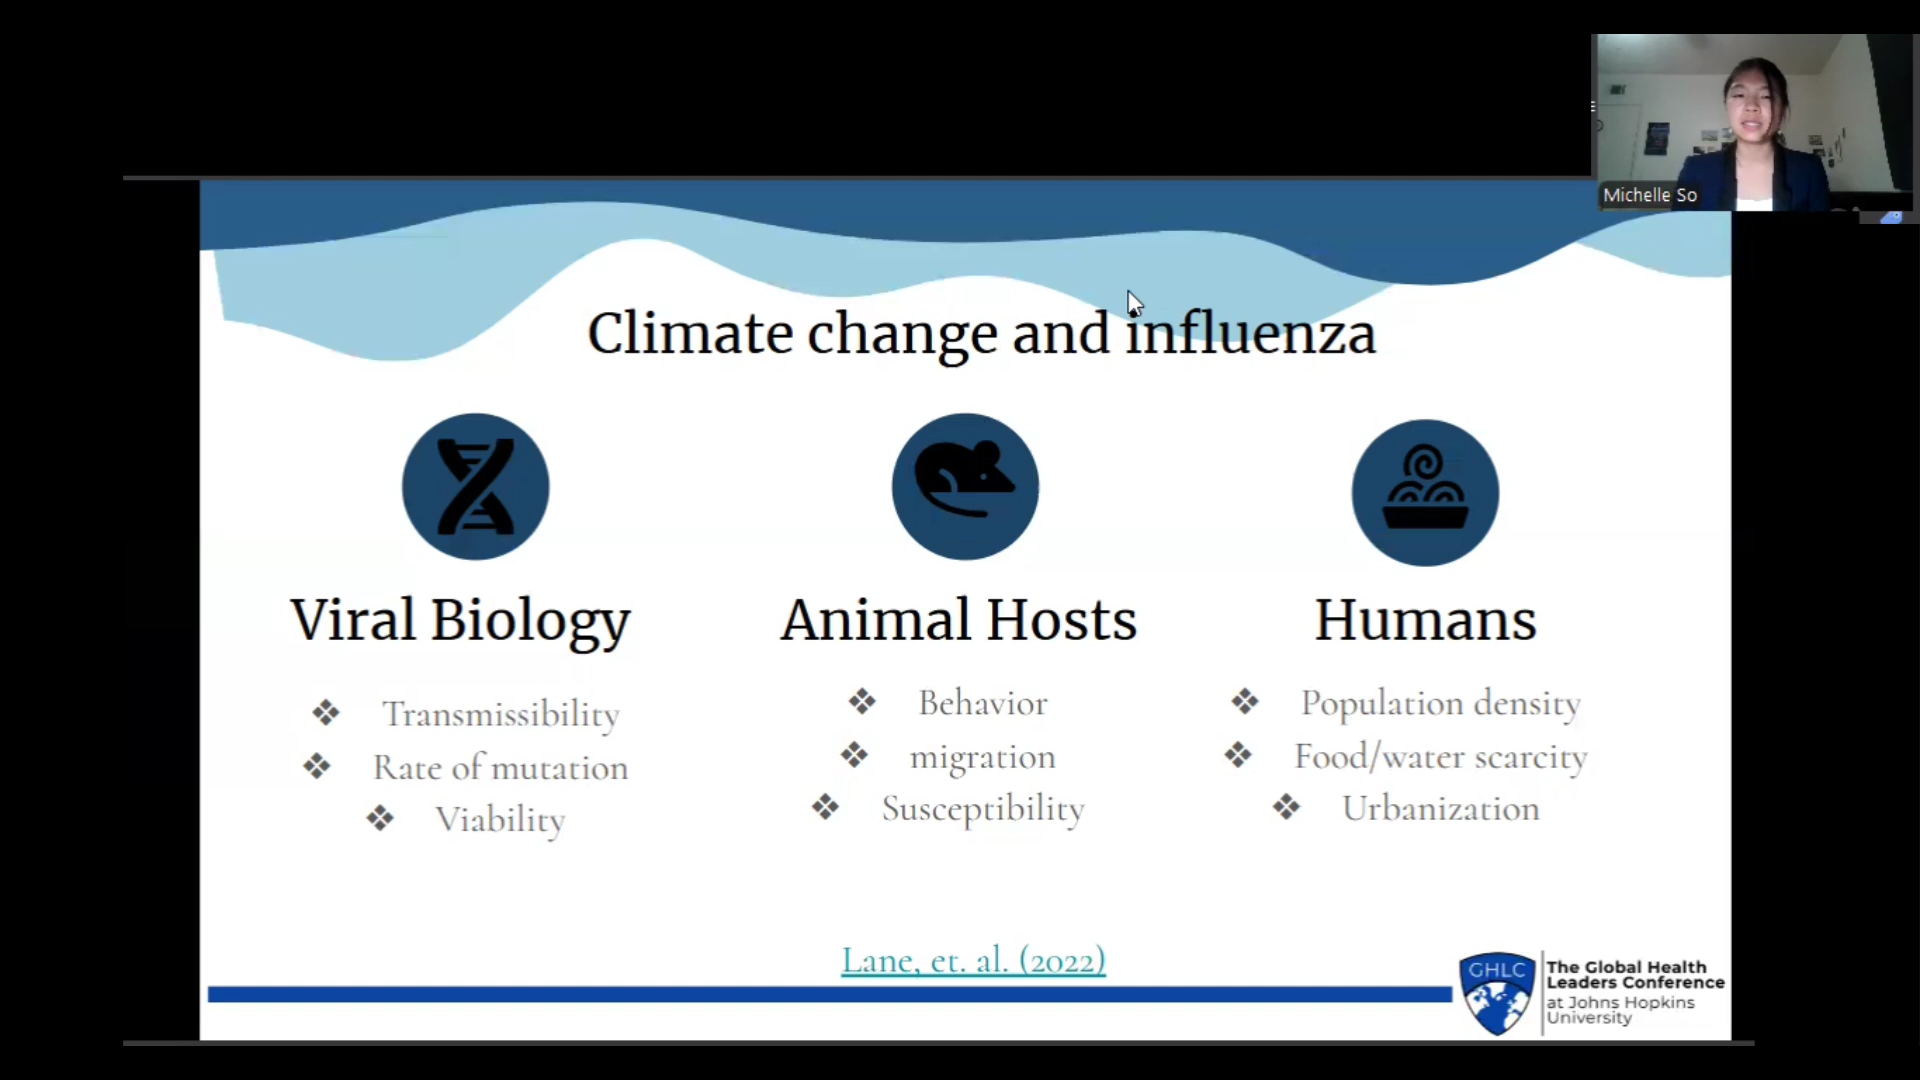 Michelle So
Climate change and influenza
Viral Biology
❖ Transmissibility
❖ Rate of mutation
❖ Viability
Animal Hosts
❖ Behavior
❖ migration
❖ Susceptibility
Humans
❖ Population density
❖ Food/water scarcity
❖ Urbanization
Lane, et. al. (2022)
GHLC
The Global Health
Leaders Conference
at Johns Hopkins
University